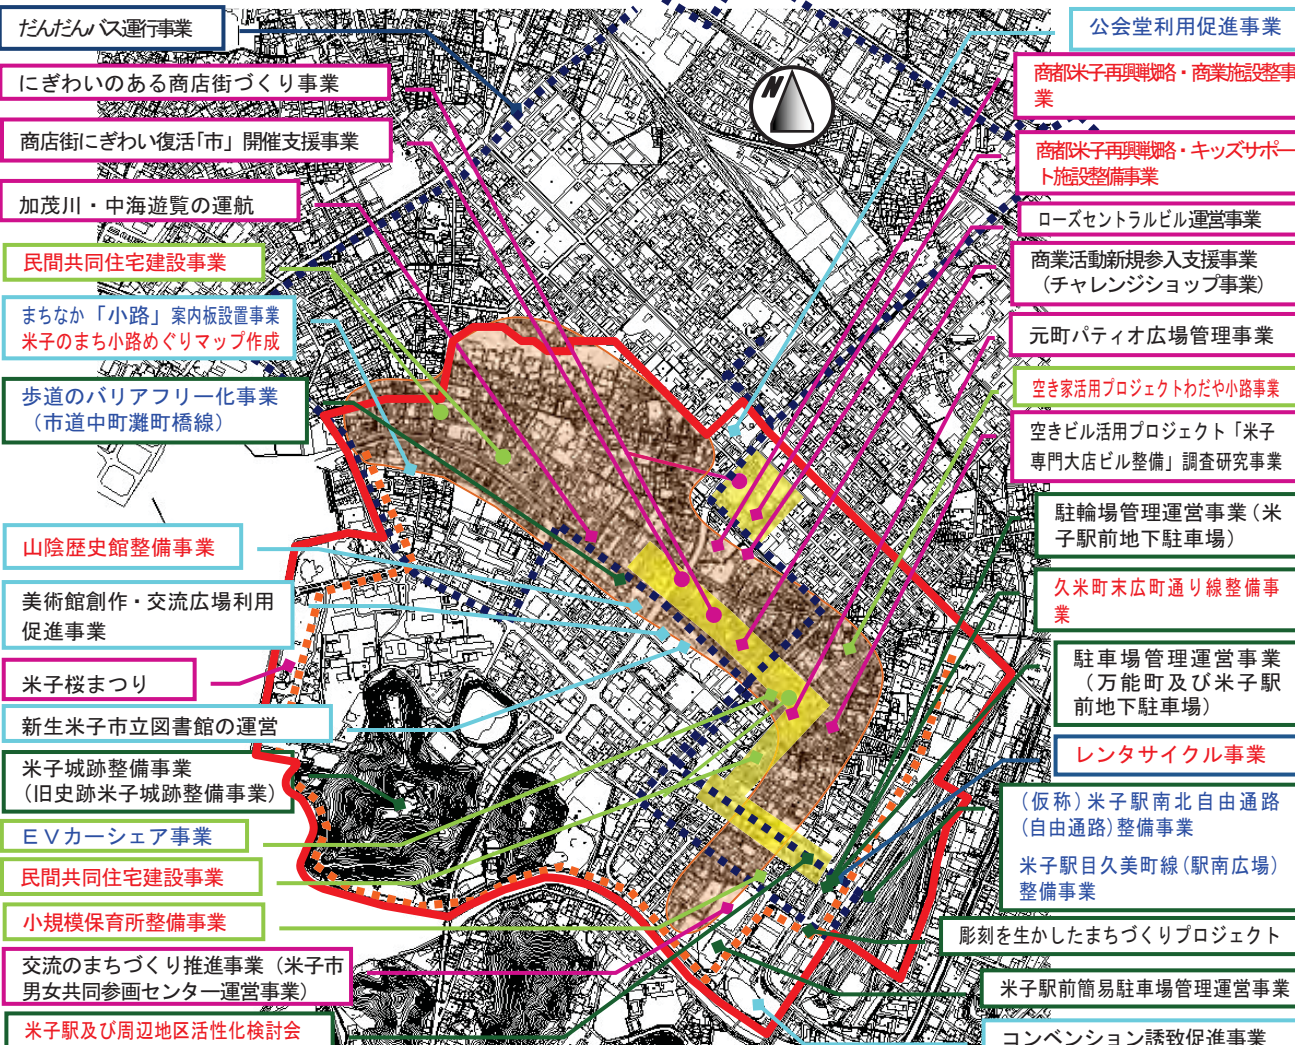 だんだんバス運行事業
にぎわいのある商店街づくり事業
商店街にぎわい復活「市」開催支援事業
加茂川・中海遊覧の運航
民間共同住宅建設事業
まちなか「小路」案内板設置事業
米子のまち小路めぐりマップ作成
歩道のバリアフリー化事業
（市道中町灘町橋線）
山陰歴史館整備事業
美術館創作・交流広場利用
促進事業
米子桜まつり
新生米子市立図書館の運営
米子城跡整備事業
（旧史跡米子城跡整備事業）
ＥＶカーシェア事業
民間共同住宅建設事業
小規模保育所整備事業
交流のまちづくり推進事業（米子市
男女共同参画センター運営事業）
米子駅及び周辺地区活性化検討会
N
公会堂利用促進事業
商都米子再興戦略・商業施設整事
業
商都米子再興戦略・キッズサポー
ト施設整備事業
ローズセントラルビル運営事業
商業活動新規参入支援事業
（チャレンジショップ事業）
元町パティオ広場管理事業
空き家活用プロジェクトわだや小路事業
空きビル活用プロジェクト「米子
専門大店ビル整備」調査研究事業
駐輪場管理運営事業（米
子駅前地下駐車場）
久米町末広町通り線整備事
業
駐車場管理運営事業
（万能町及び米子駅
前地下駐車場）
レンタサイクル事業
（仮称）米子駅南北自由通路
（自由通路）整備事業
米子駅目久美町線（駅南広場）
整備事業
彫刻を生かしたまちづくりプロジェクト
米子駅前簡易駐車場管理運営事業
コンベンション誘致促進事業